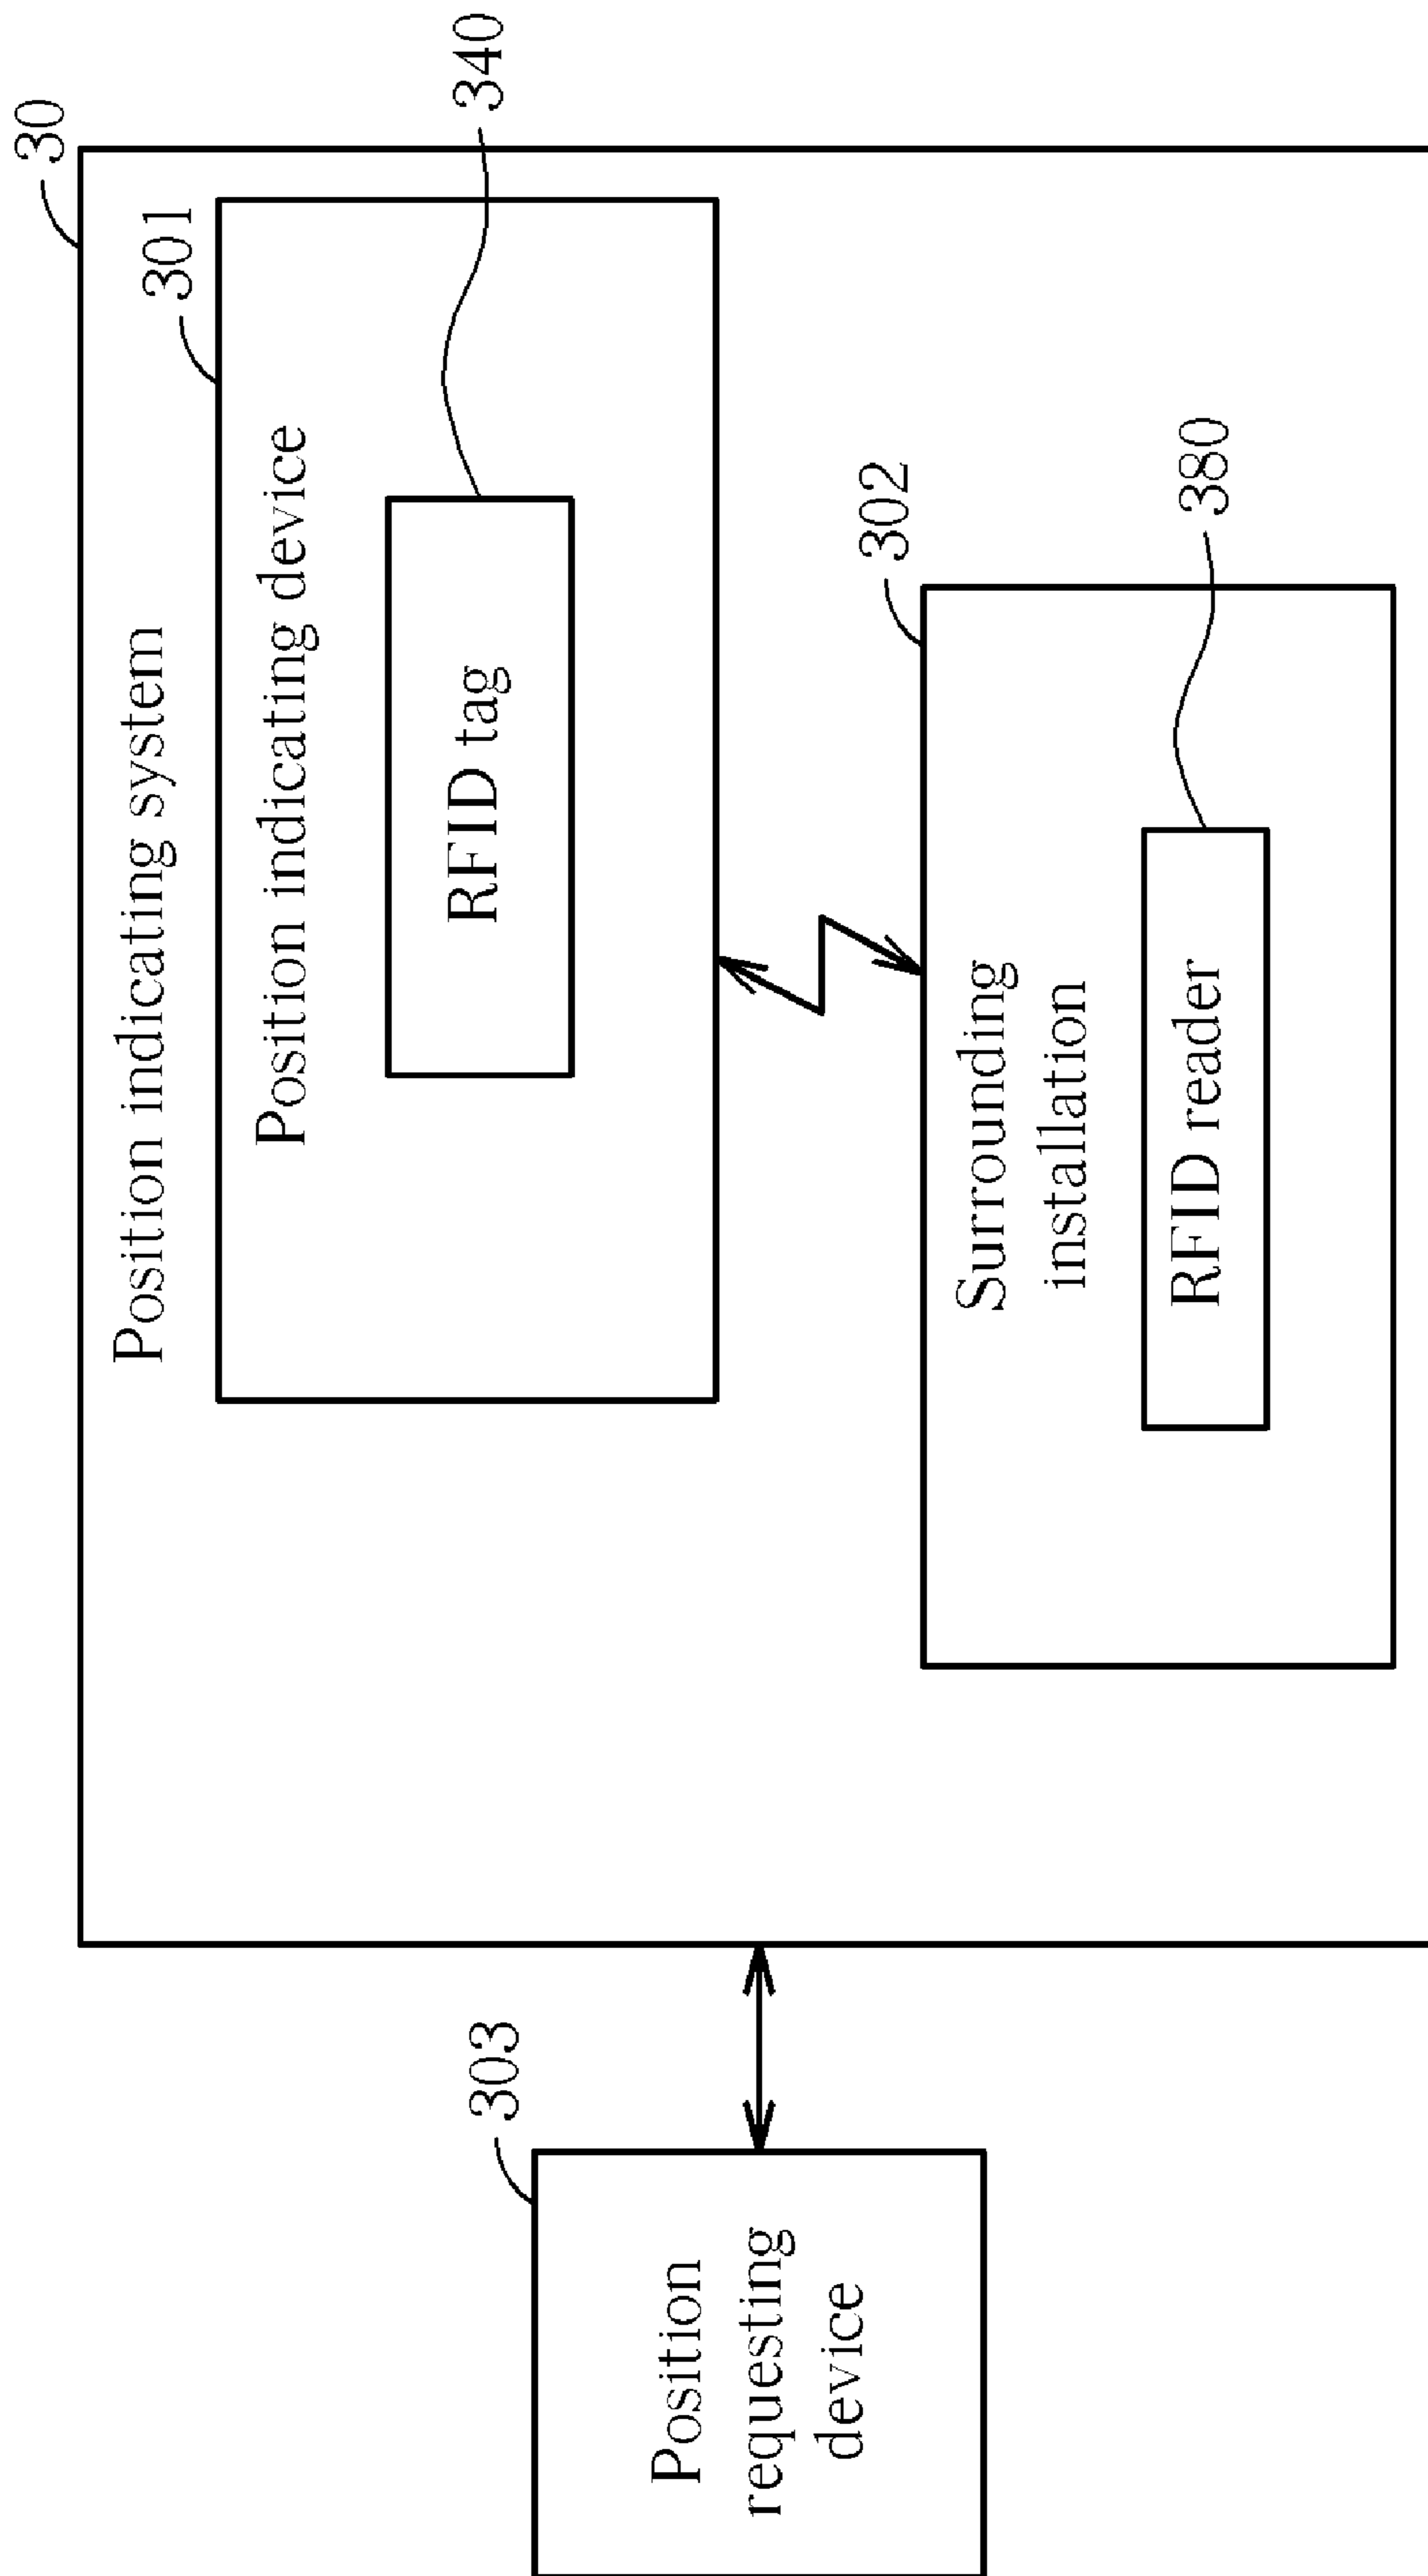 30
Position indicating system
301
Position indicating device
340
RFID tag
302
Surrounding
installation
380
RFID reader
303
Position
requesting
device